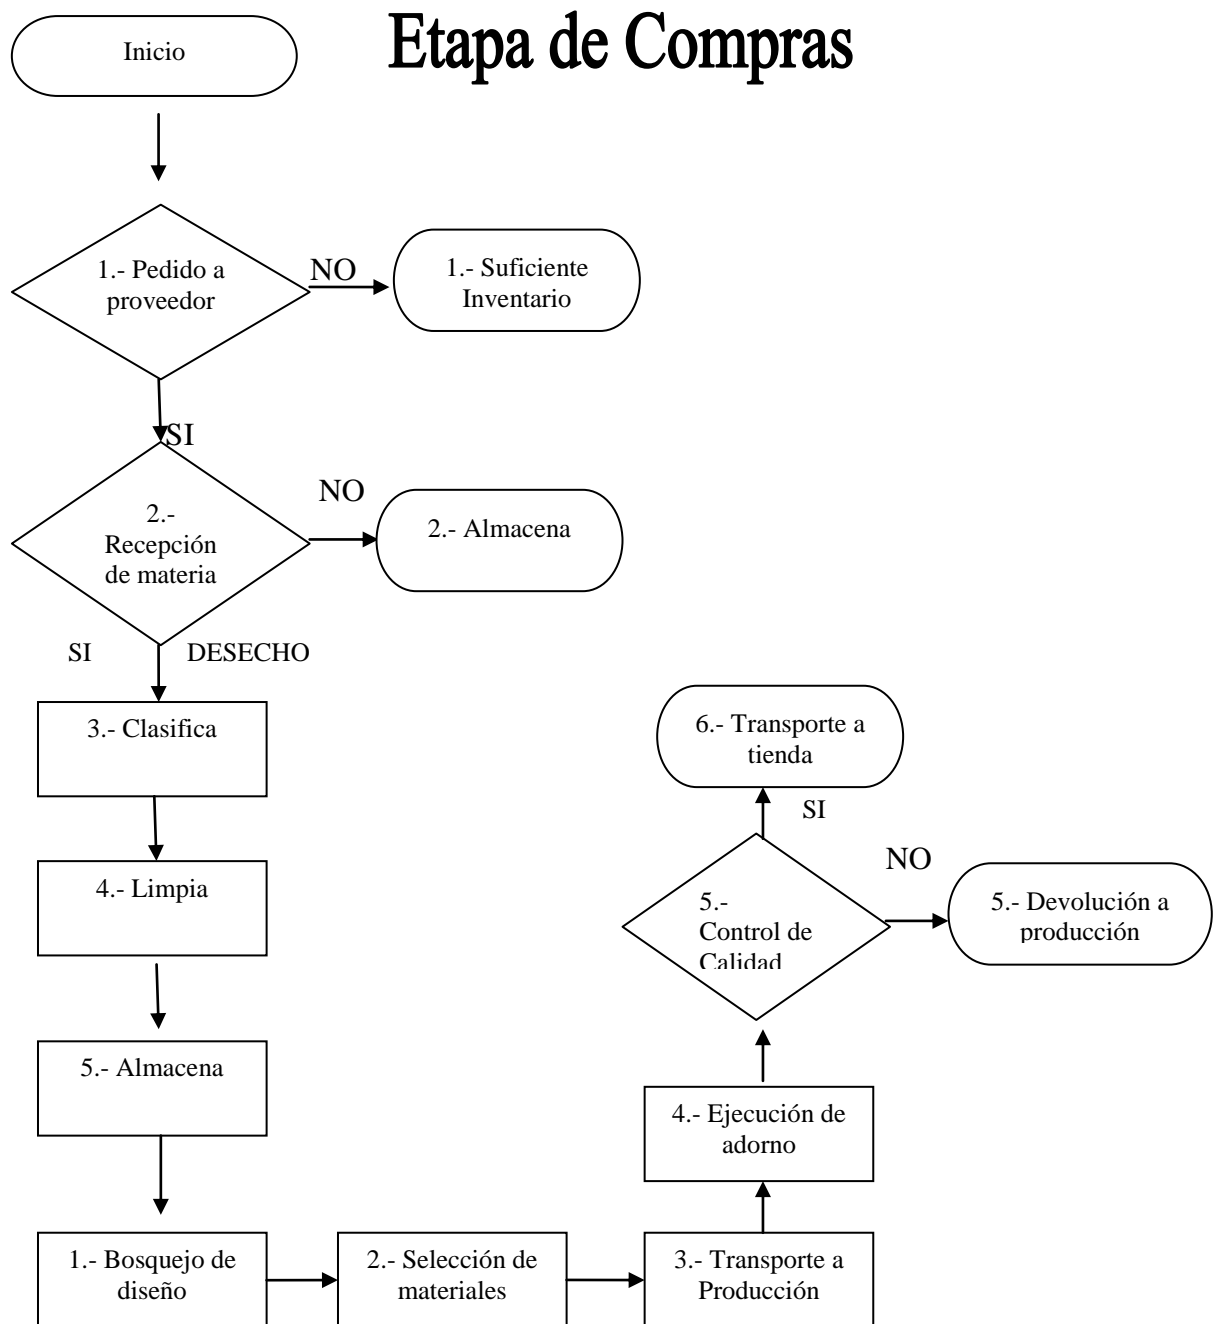 Etapa de Compras
Inicio
1.- Pedido a
proveedor
NO
1.- Suficiente
Inventario
SI
2.-
Recepción
de materia
NO
2.- Almacena
SI
DESECHO
3.- Clasifica
4.- Limpia
5.- Almacena
1.- Bosquejo de
diseño
2.- Selección de
materiales
3.- Transporte a
Producción
4.- Ejecución de
adorno
5.-
Control de
Calidad
NO
5.- Devolución a
producción
SI
6.- Transporte a
tienda